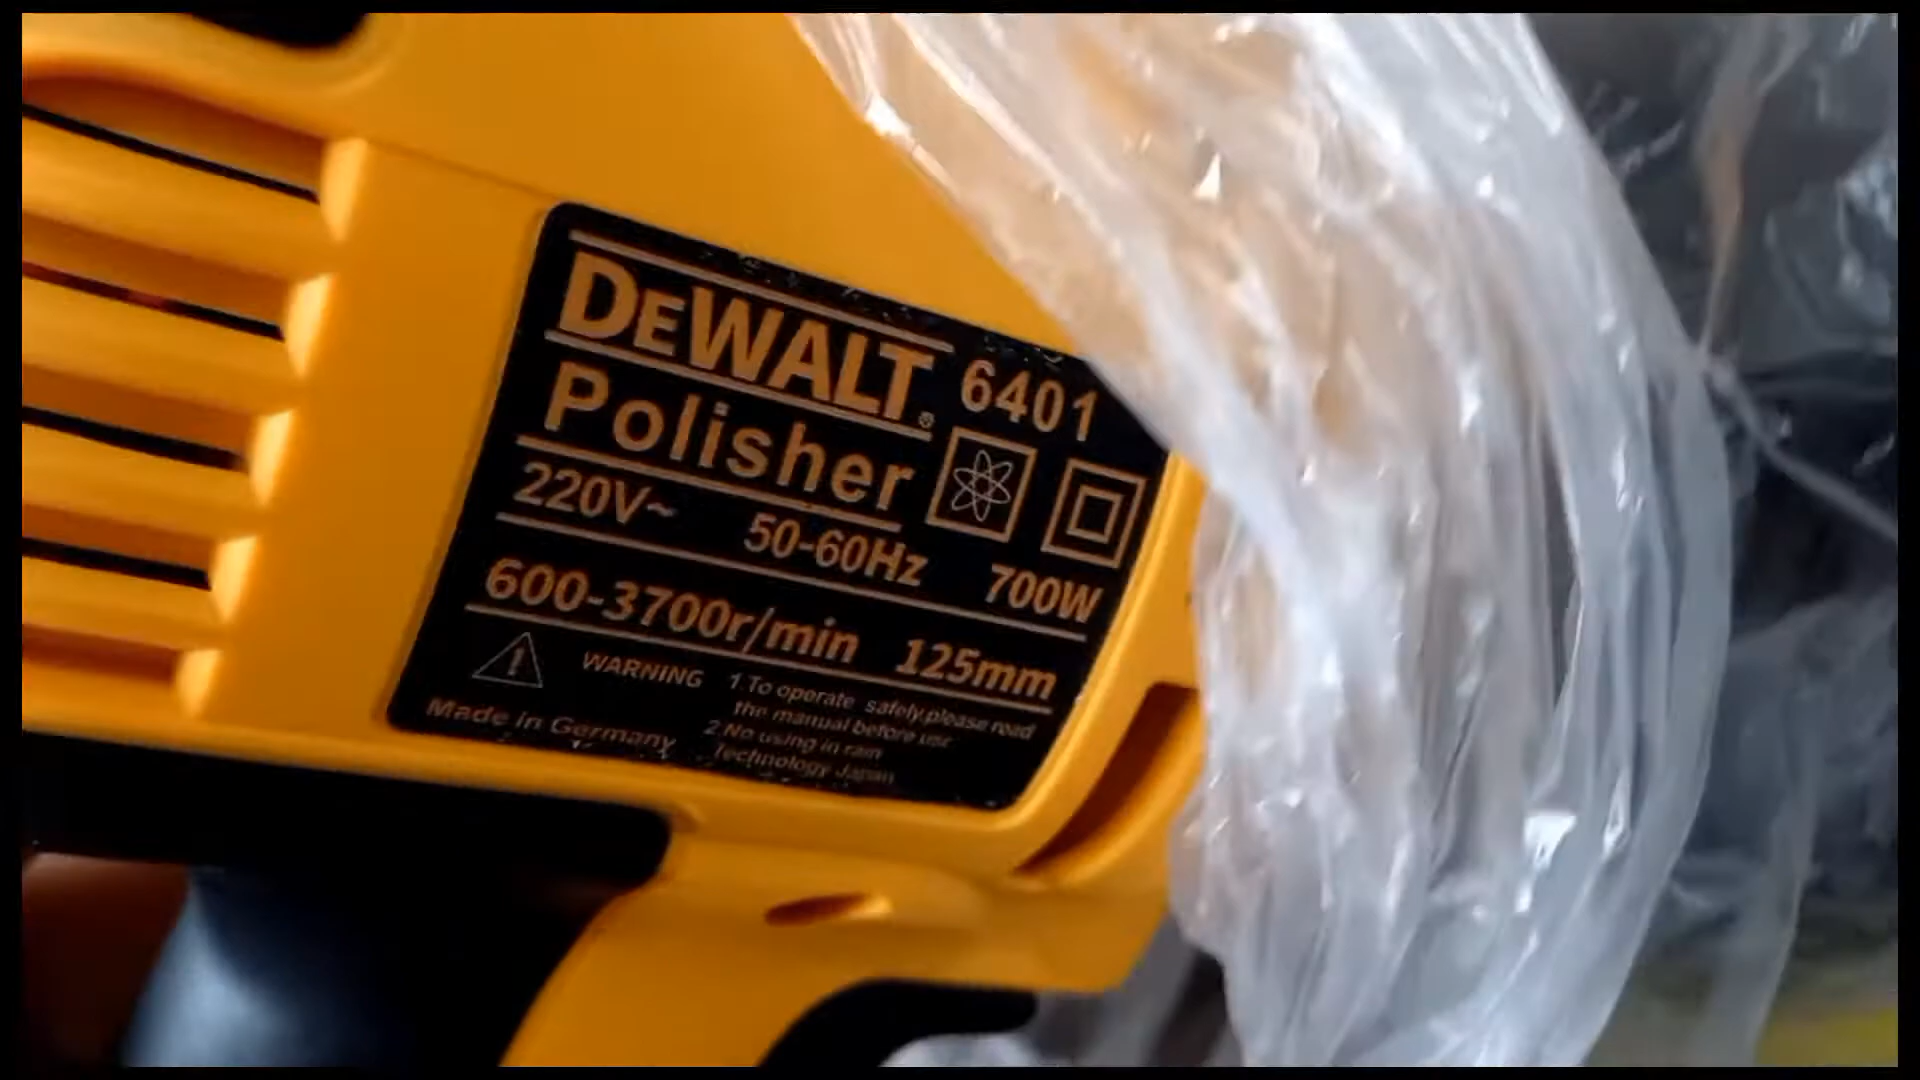 DEWALT® 6401
Polisher
220V~ 50-60Hz 700W
600-3700r/min 125mm
WARNING 1.To operate safely,please read
the manual before use
2.No using in rain
Made in Germany Technology Japan